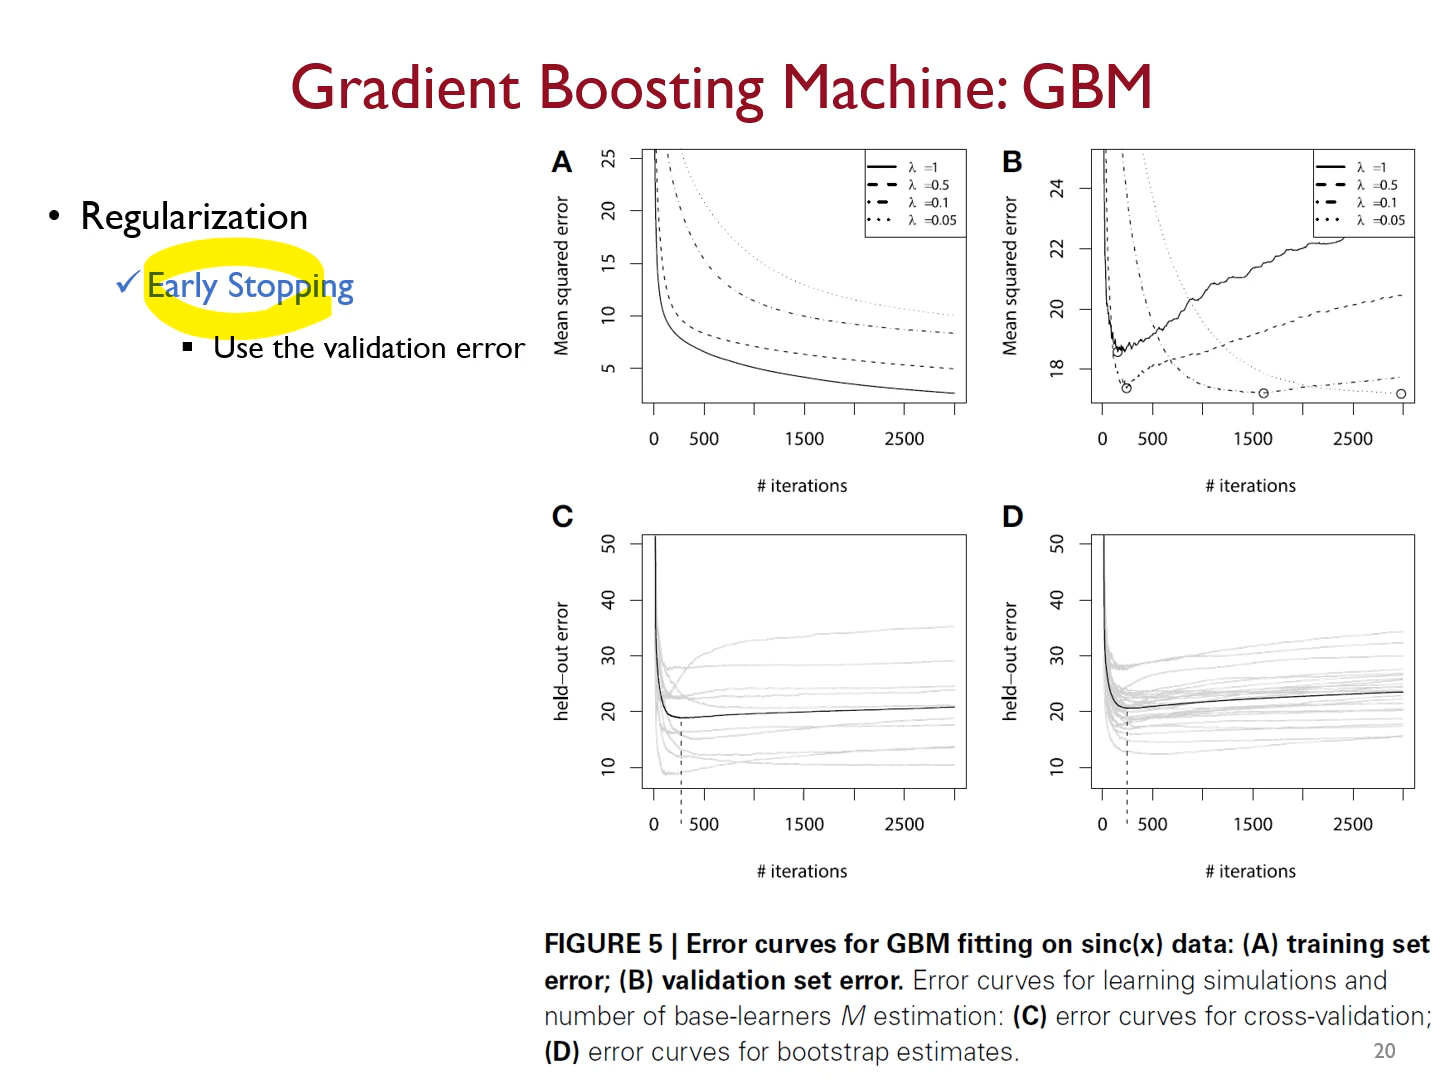 Gradient Boosting Machine: GBM
• Regularization
✓ Early Stopping
▪ Use the validation error
A
Mean squared error
25
20
15
10
5
λ =1
λ =0.5
λ =0.1
λ =0.05
0 500 1500 2500
# iterations
B
Mean squared error
24
22
20
18
λ =1
λ =0.5
λ =0.1
λ =0.05
0 500 1500 2500
# iterations
C
held–out error
50
40
30
20
10
0 500 1500 2500
# iterations
D
held–out error
50
40
30
20
10
0 500 1500 2500
# iterations
FIGURE 5 | Error curves for GBM fitting on sinc(x) data: (A) training set
error; (B) validation set error. Error curves for learning simulations and
number of base-learners M estimation: (C) error curves for cross-validation;
(D) error curves for bootstrap estimates.
20